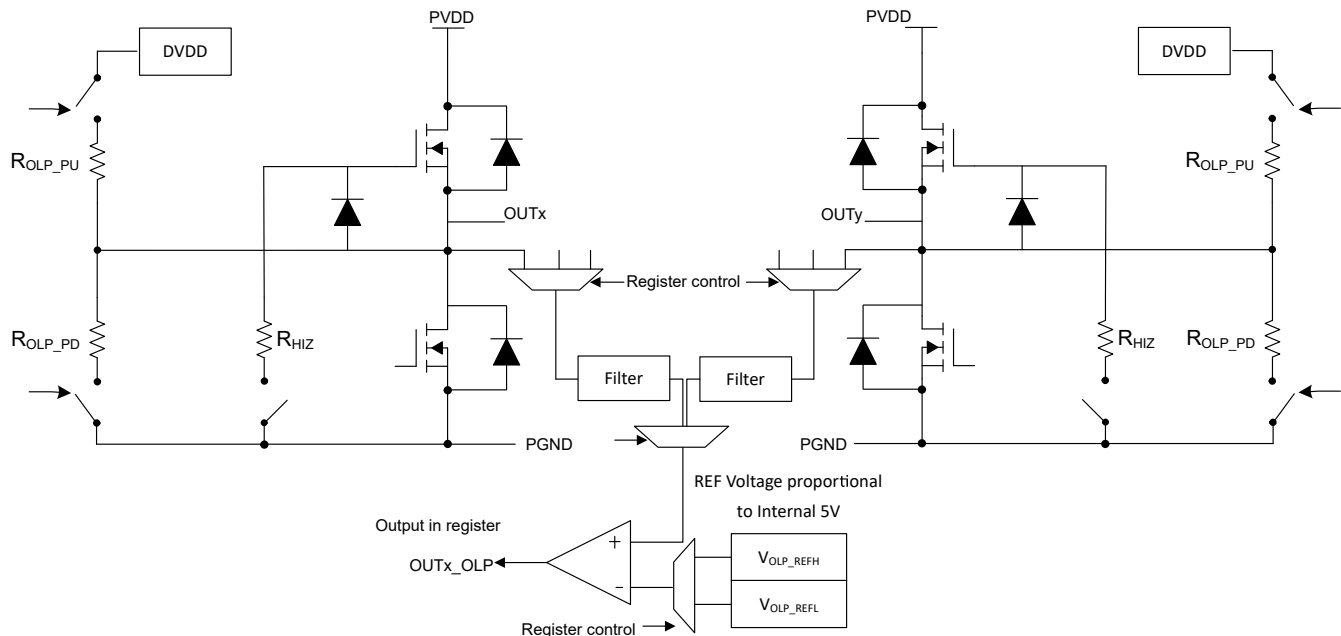 PVDD
PVDD
DVDD
DVDD
R_OLP_PU
R_OLP_PU
OUTx
OUTy
Register control
R_OLP_PD
R_HIZ
R_HIZ
R_OLP_PD
Filter
Filter
PGND
PGND
REF Voltage proportional
to Internal 5V
Output in register
+
OUTx_OLP
V_OLP_REFH
−
V_OLP_REFL
Register control